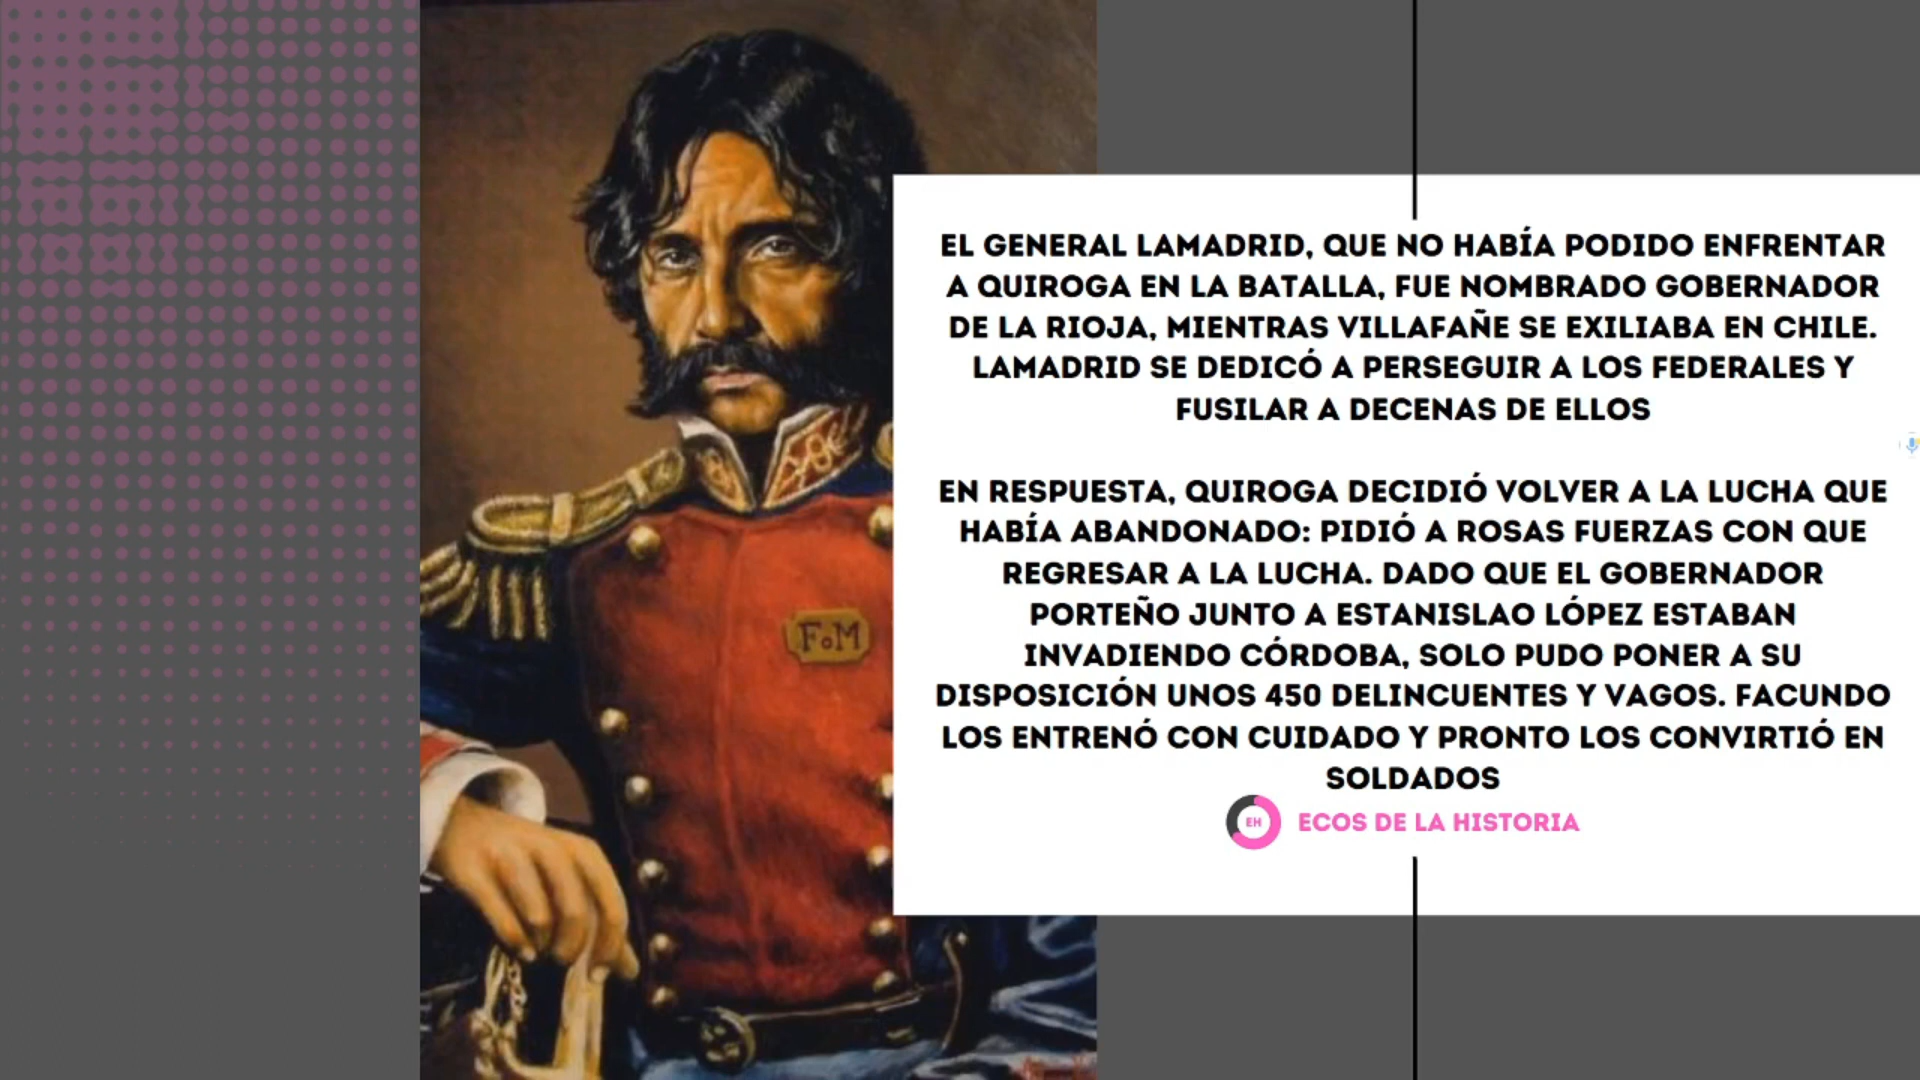 EL GENERAL LAMADRID, QUE NO HABÍA PODIDO ENFRENTAR
A QUIROGA EN LA BATALLA, FUE NOMBRADO GOBERNADOR
DE LA RIOJA, MIENTRAS VILLAFAÑE SE EXILIABA EN CHILE.
LAMADRID SE DEDICÓ A PERSEGUIR A LOS FEDERALES Y
FUSILAR A DECENAS DE ELLOS
EN RESPUESTA, QUIROGA DECIDIÓ VOLVER A LA LUCHA QUE
HABÍA ABANDONADO: PIDIÓ A ROSAS FUERZAS CON QUE
REGRESAR A LA LUCHA. DADO QUE EL GOBERNADOR
PORTEÑO JUNTO A ESTANISLAO LÓPEZ ESTABAN
INVADIENDO CÓRDOBA, SOLO PUDO PONER A SU
DISPOSICIÓN UNOS 450 DELINCUENTES Y VAGOS. FACUNDO
LOS ENTRENÓ CON CUIDADO Y PRONTO LOS CONVIRTIÓ EN
SOLDADOS
EH ECOS DE LA HISTORIA
FoM